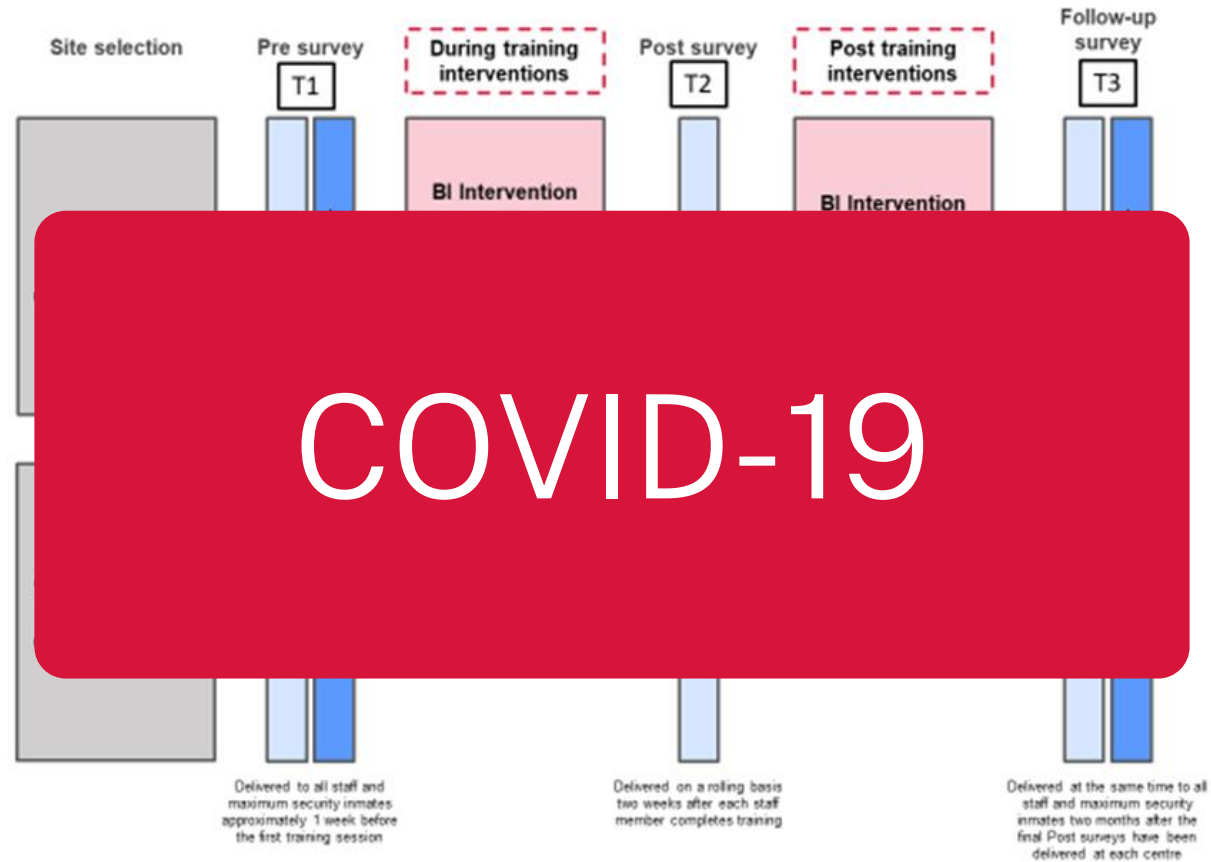 Site selection
Pre survey
T1
During training
interventions
Post survey
T2
Post training
interventions
Follow-up
survey
T3
BI Intervention
BI Intervention
COVID-19
Delivered to all staff and
maximum security inmates
approximately 1 week before
the first training session
Delivered on a rolling basis
two weeks after each staff
member completes training
Delivered at the same time to all
staff and maximum security
inmates two months after the
final Post surveys have been
delivered at each centre